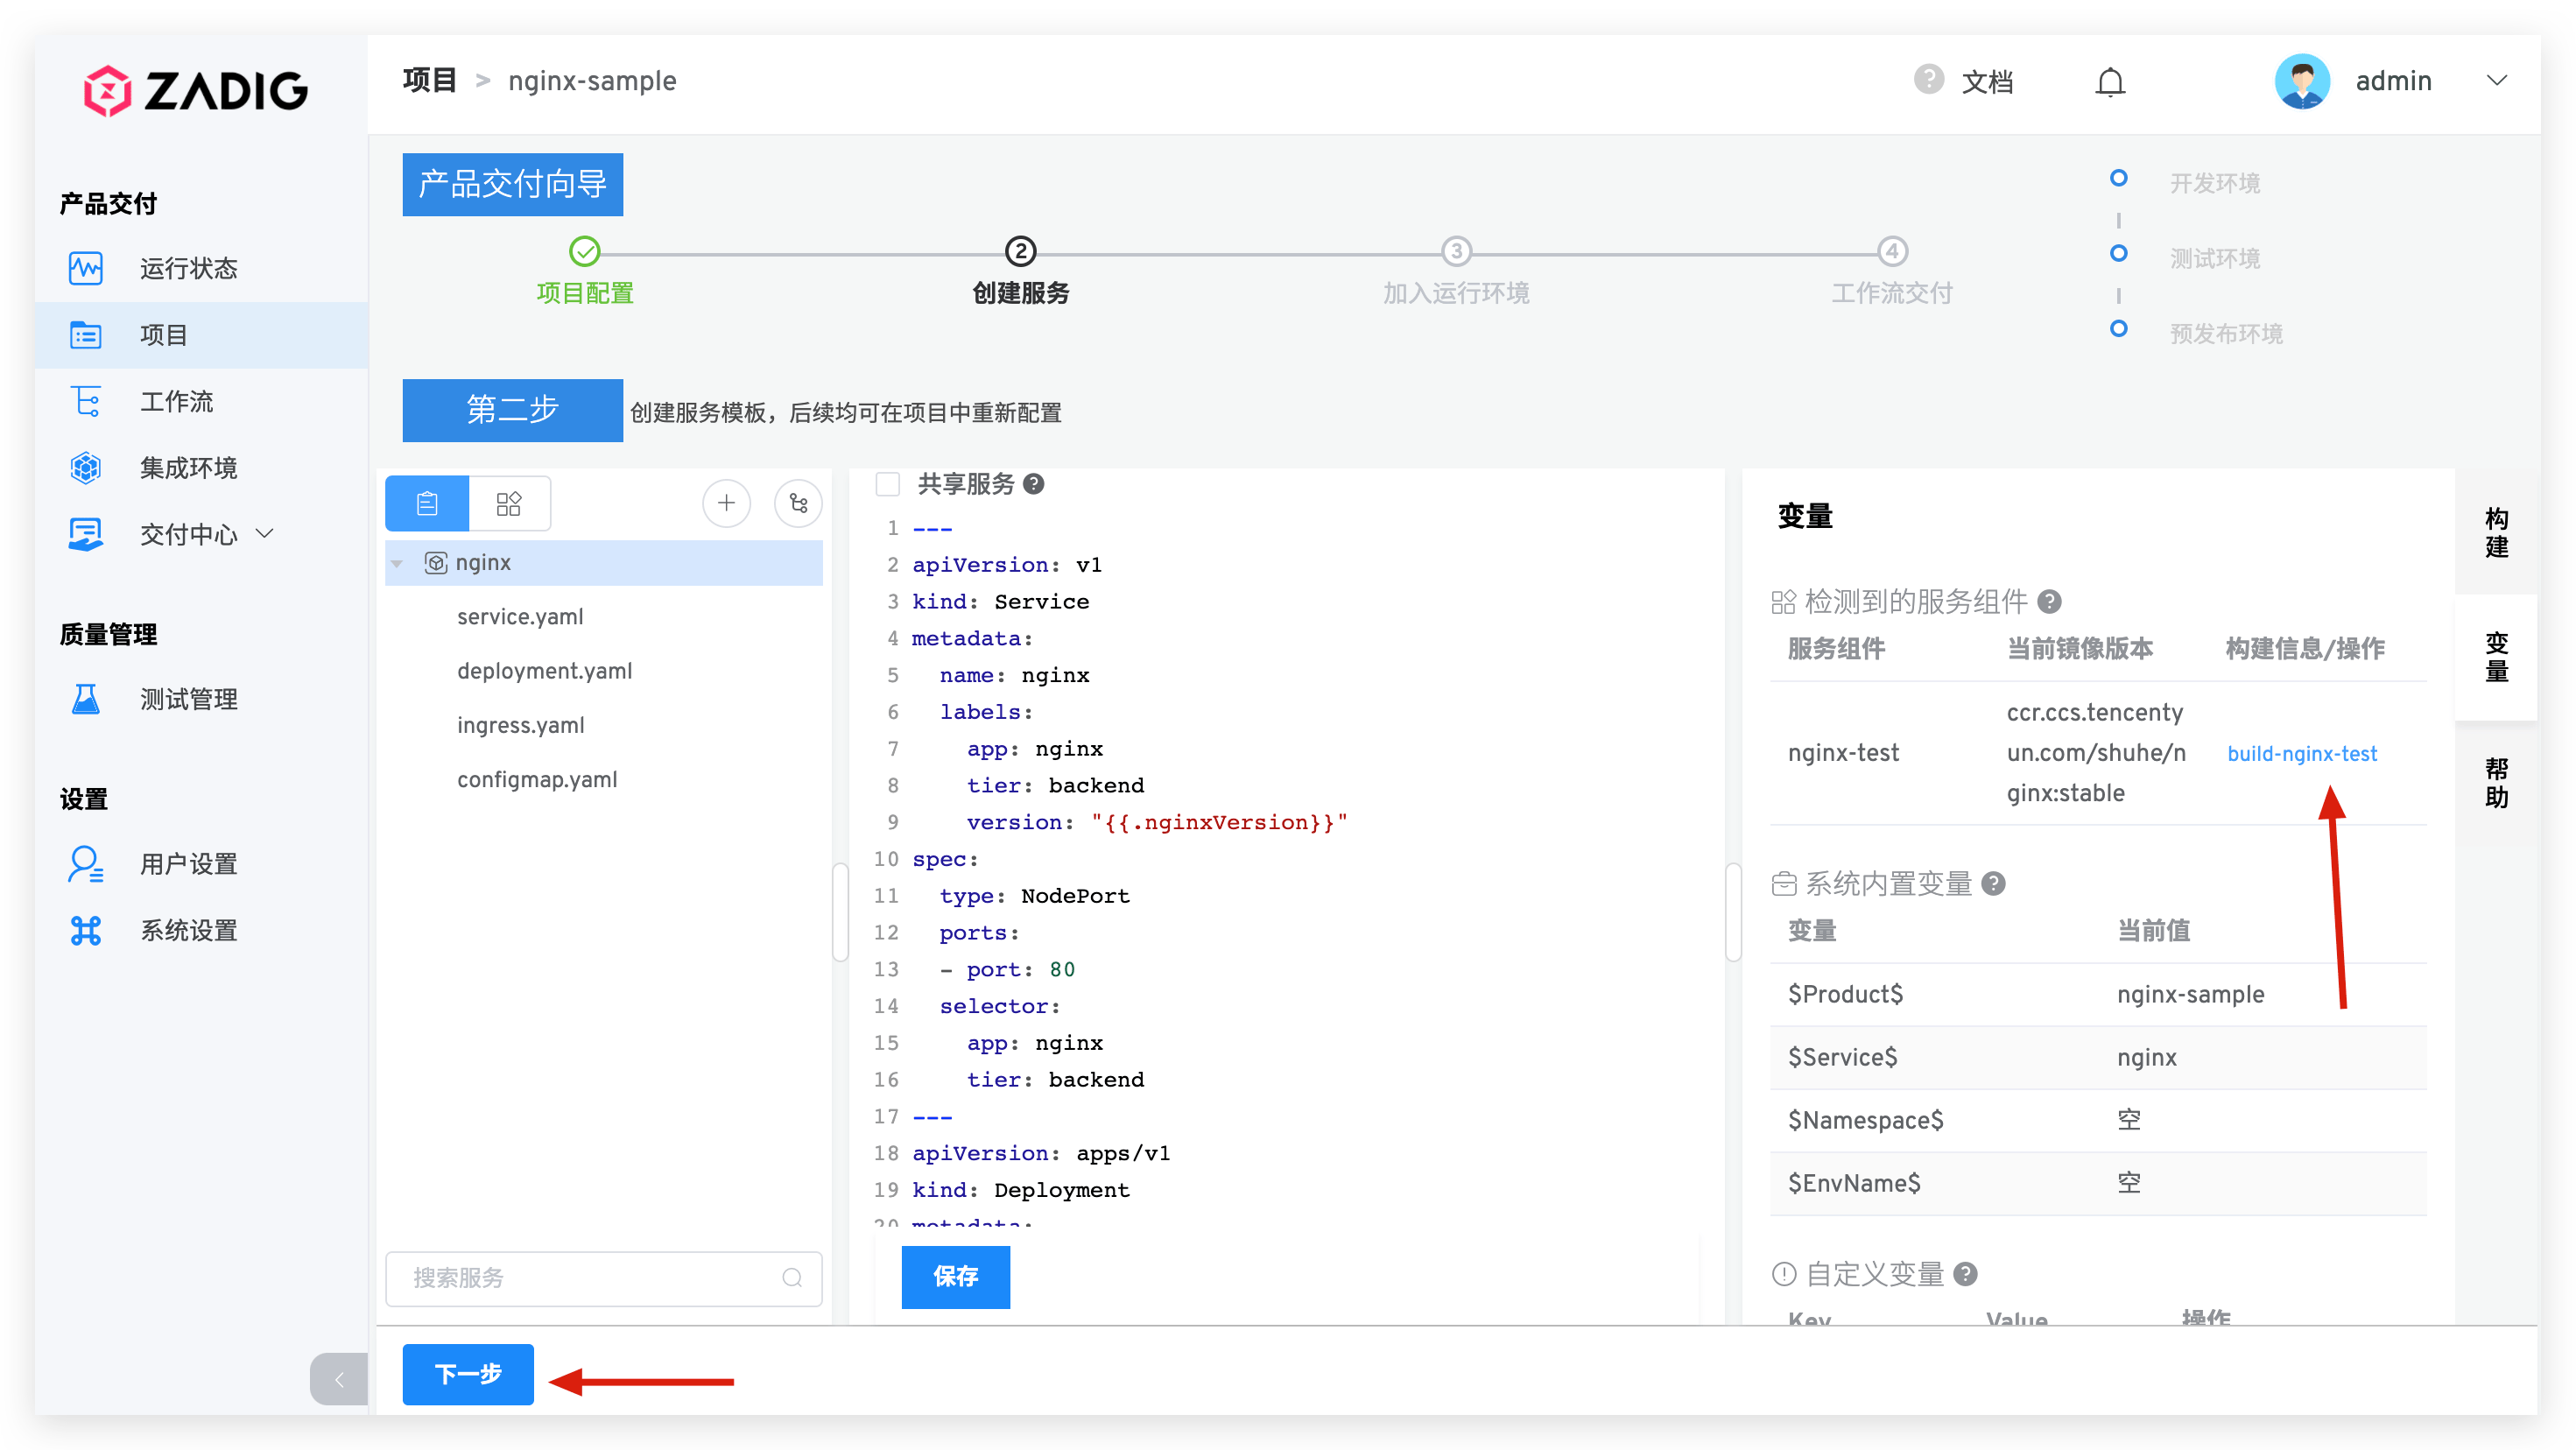 ZADIG
项目 > nginx-sample
文档
admin
产品交付
运行状态
项目
工作流
集成环境
交付中心
质量管理
测试管理
设置
用户设置
系统设置
产品交付向导
项目配置
2
创建服务
3
加入运行环境
4
工作流交付
开发环境
测试环境
预发布环境
第二步 创建服务模板，后续均可在项目中重新配置
nginx
service.yaml
deployment.yaml
ingress.yaml
configmap.yaml
搜索服务
共享服务
1 ---
2 apiVersion: v1
3 kind: Service
4 metadata:
5 name: nginx
6 labels:
7 app: nginx
8 tier: backend
9 version: "{{.nginxVersion}}"
10 spec:
11 type: NodePort
12 ports:
13 - port: 80
14 selector:
15 app: nginx
16 tier: backend
17 ---
18 apiVersion: apps/v1
19 kind: Deployment
20 metadata:
保存
变量
检测到的服务组件
服务组件 当前镜像版本 构建信息/操作
nginx-test
ccr.ccs.tencenty
un.com/shuhe/n
ginx:stable
build-nginx-test
系统内置变量
变量 当前值
$Product$ nginx-sample
$Service$ nginx
$Namespace$ 空
$EnvName$ 空
自定义变量
Key Value 操作
构建
变量
帮助
下一步